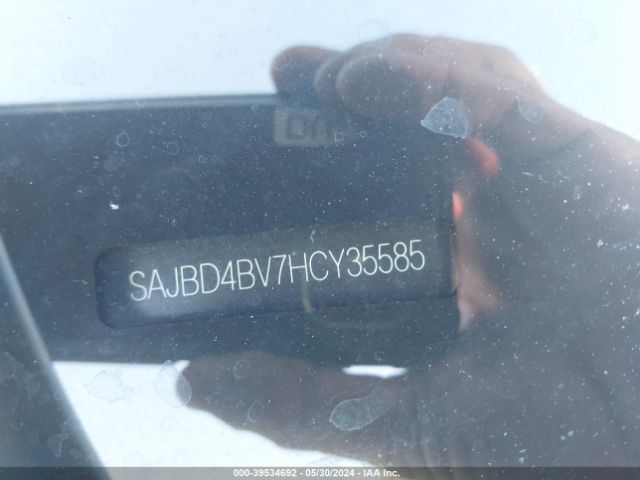 SAJBD4BV7HCY35585
000-39534692 - 05/30/2024 - IAA Inc.